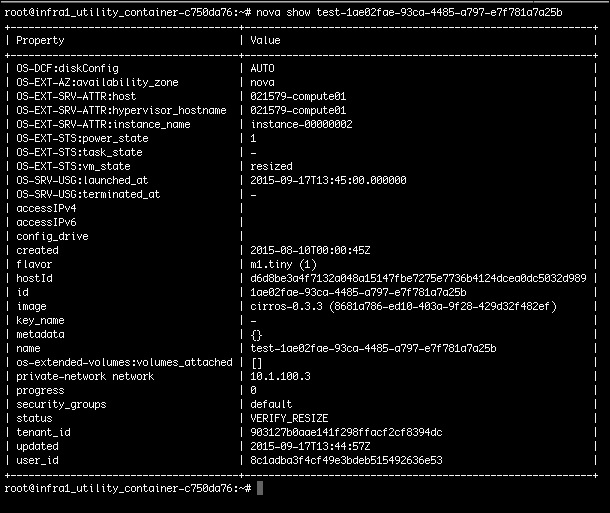 root@infra1_utility_container-c750da76:~# nova show test-1ae02fae-93ca-4485-a797-e7f781a7a25b
| Property | Value |
| OS-DCF:diskConfig | AUTO |
| OS-EXT-AZ:availability_zone | nova |
| OS-EXT-SRV-ATTR:host | 021579-compute01 |
| OS-EXT-SRV-ATTR:hypervisor_hostname | 021579-compute01 |
| OS-EXT-SRV-ATTR:instance_name | instance-00000002 |
| OS-EXT-STS:power_state | 1 |
| OS-EXT-STS:task_state | - |
| OS-EXT-STS:vm_state | resized |
| OS-SRV-USG:launched_at | 2015-09-17T13:45:00.000000 |
| OS-SRV-USG:terminated_at | - |
| accessIPv4 | |
| accessIPv6 | |
| config_drive | |
| created | 2015-08-10T00:00:45Z |
| flavor | m1.tiny (1) |
| hostId | d6d8be3a4f7132a048a15147fbe7275e7736b4124dcea0dc5032d989 |
| id | 1ae02fae-93ca-4485-a797-e7f781a7a25b |
| image | cirros-0.3.3 (8681a786-ed10-403a-9f28-429d32f482ef) |
| key_name | - |
| metadata | {} |
| name | test-1ae02fae-93ca-4485-a797-e7f781a7a25b |
| os-extended-volumes:volumes_attached | [] |
| private-network network | 10.1.100.3 |
| progress | 0 |
| security_groups | default |
| status | VERIFY_RESIZE |
| tenant_id | 903127b0aae141f298ffacf2cf8394dc |
| updated | 2015-09-17T13:44:57Z |
| user_id | 8c1adba3f4cf49e3bdeb515492636e53 |
root@infra1_utility_container-c750da76:~#